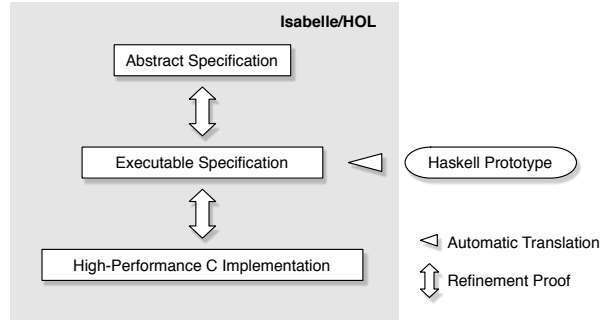 Isabelle/HOL
Abstract Specification
Executable Specification
Haskell Prototype
High-Performance C Implementation
Automatic Translation
Refinement Proof